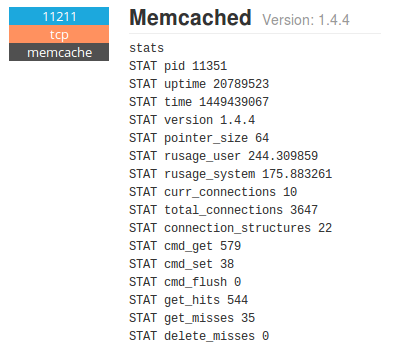 11211
tcp
memcache
Memcached Version: 1.4.4
stats
STAT pid 11351
STAT uptime 20789523
STAT time 1449439067
STAT version 1.4.4
STAT pointer_size 64
STAT rusage_user 244.309859
STAT rusage_system 175.883261
STAT curr_connections 10
STAT total_connections 3647
STAT connection_structures 22
STAT cmd_get 579
STAT cmd_set 38
STAT cmd_flush 0
STAT get_hits 544
STAT get_misses 35
STAT delete_misses 0